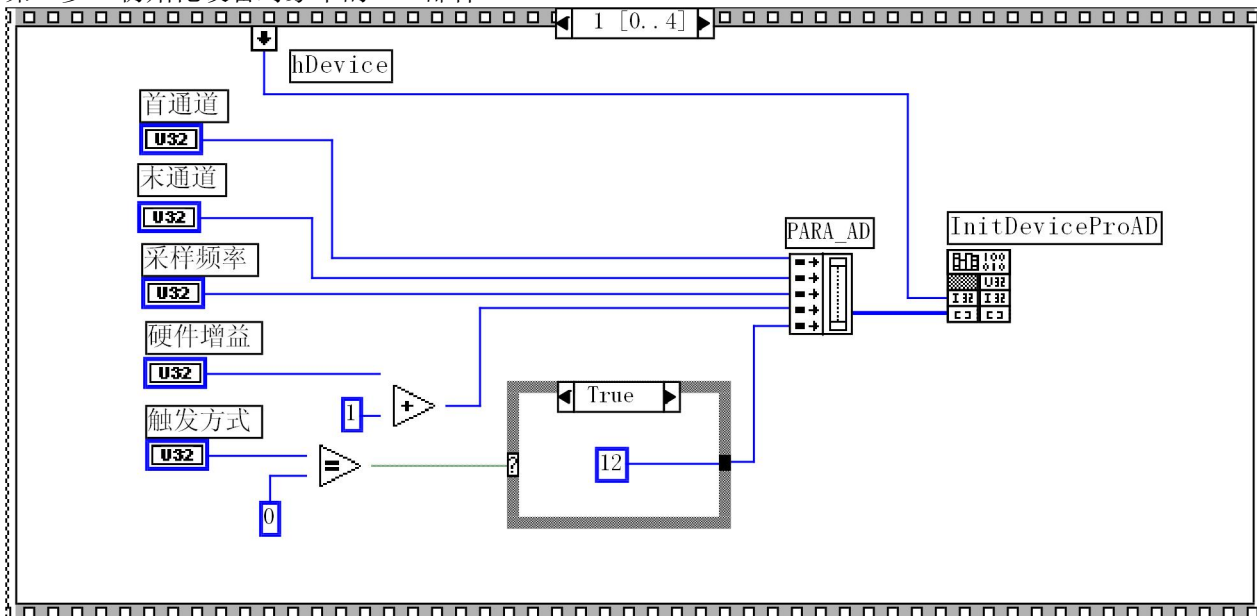 1 [0..4]
hDevice
首通道
U32
末通道
U32
采样频率
U32
硬件增益
U32
1
+
触发方式
U32
=
0
True
?
12
PARA_AD
InitDeviceProAD
U32
I32 I32